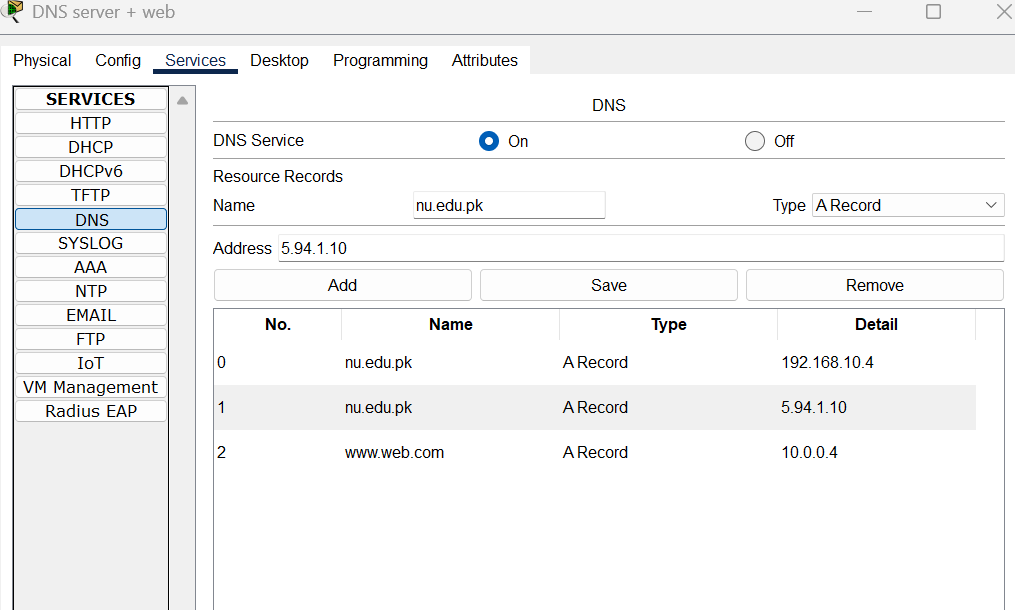 DNS server + web
Physical Config Services Desktop Programming Attributes
SERVICES
HTTP
DHCP
DHCPv6
TFTP
DNS
SYSLOG
AAA
NTP
EMAIL
FTP
IoT
VM Management
Radius EAP
DNS
DNS Service On Off
Resource Records
Name nu.edu.pk Type A Record
Address 5.94.1.10
Add Save Remove
No. Name Type Detail
0 nu.edu.pk A Record 192.168.10.4
1 nu.edu.pk A Record 5.94.1.10
2 www.web.com A Record 10.0.0.4